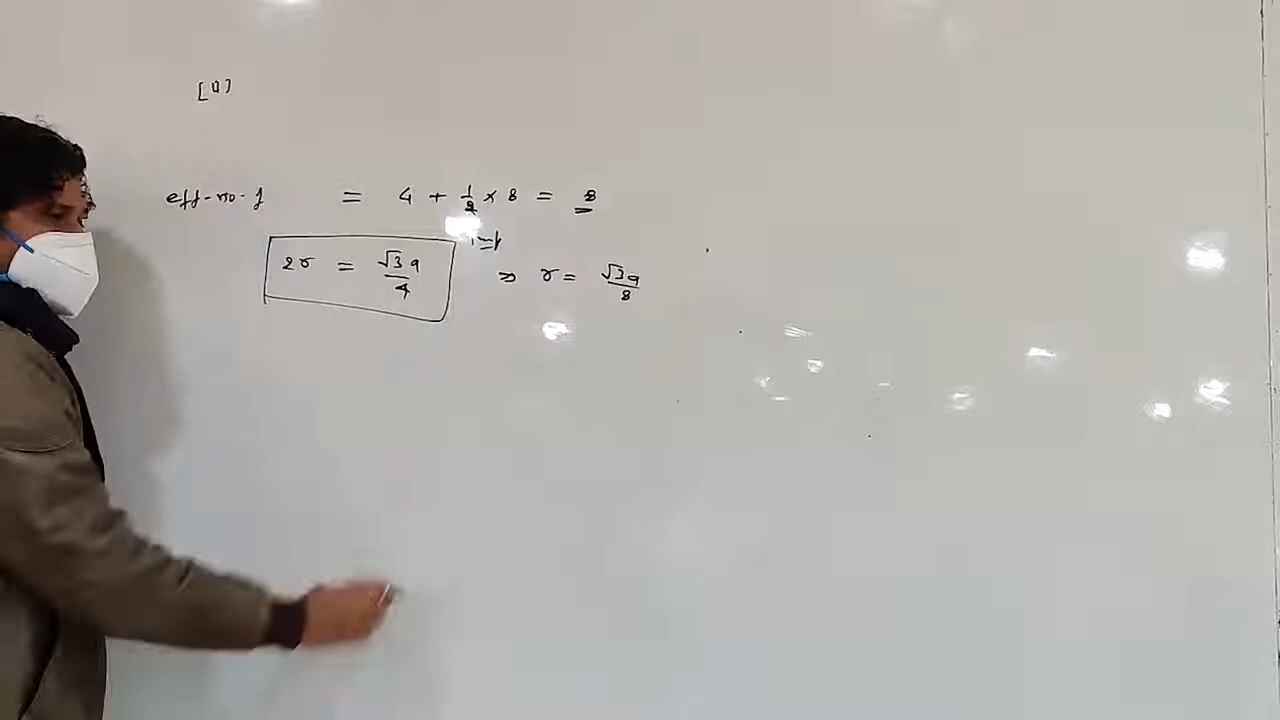 eff-no-f = 4 + 1/2 × 8 = 8
2r = √3a/4 ⇒ r = √3a/8